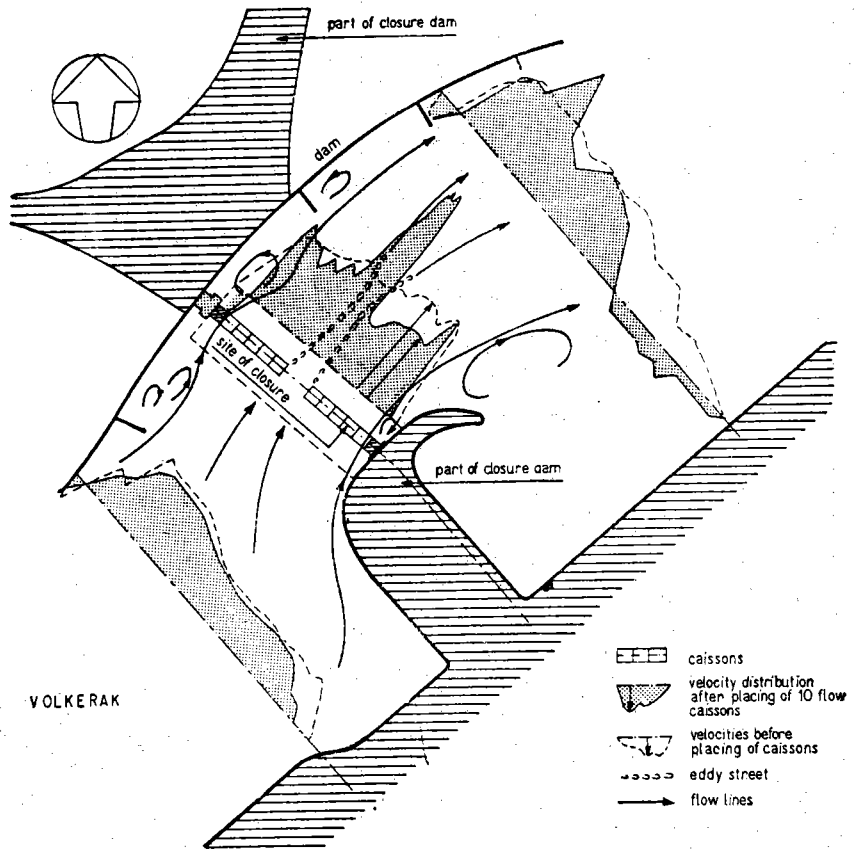 part of closure dam
dam
site of closure
part of closure dam
VOLKERAK
caissons
velocity distribution
after placing of 10 flow
caissons
velocities before
placing of caissons
eddy street
flow lines